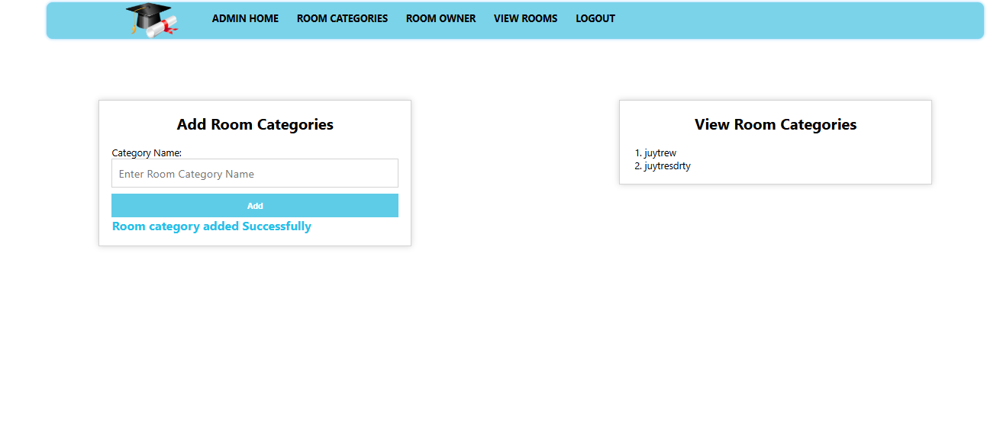 ADMIN HOME ROOM CATEGORIES ROOM OWNER VIEW ROOMS LOGOUT
Add Room Categories
Category Name:
Enter Room Category Name
Add
Room category added Successfully
View Room Categories
1. juytrew
2. juytresdrty